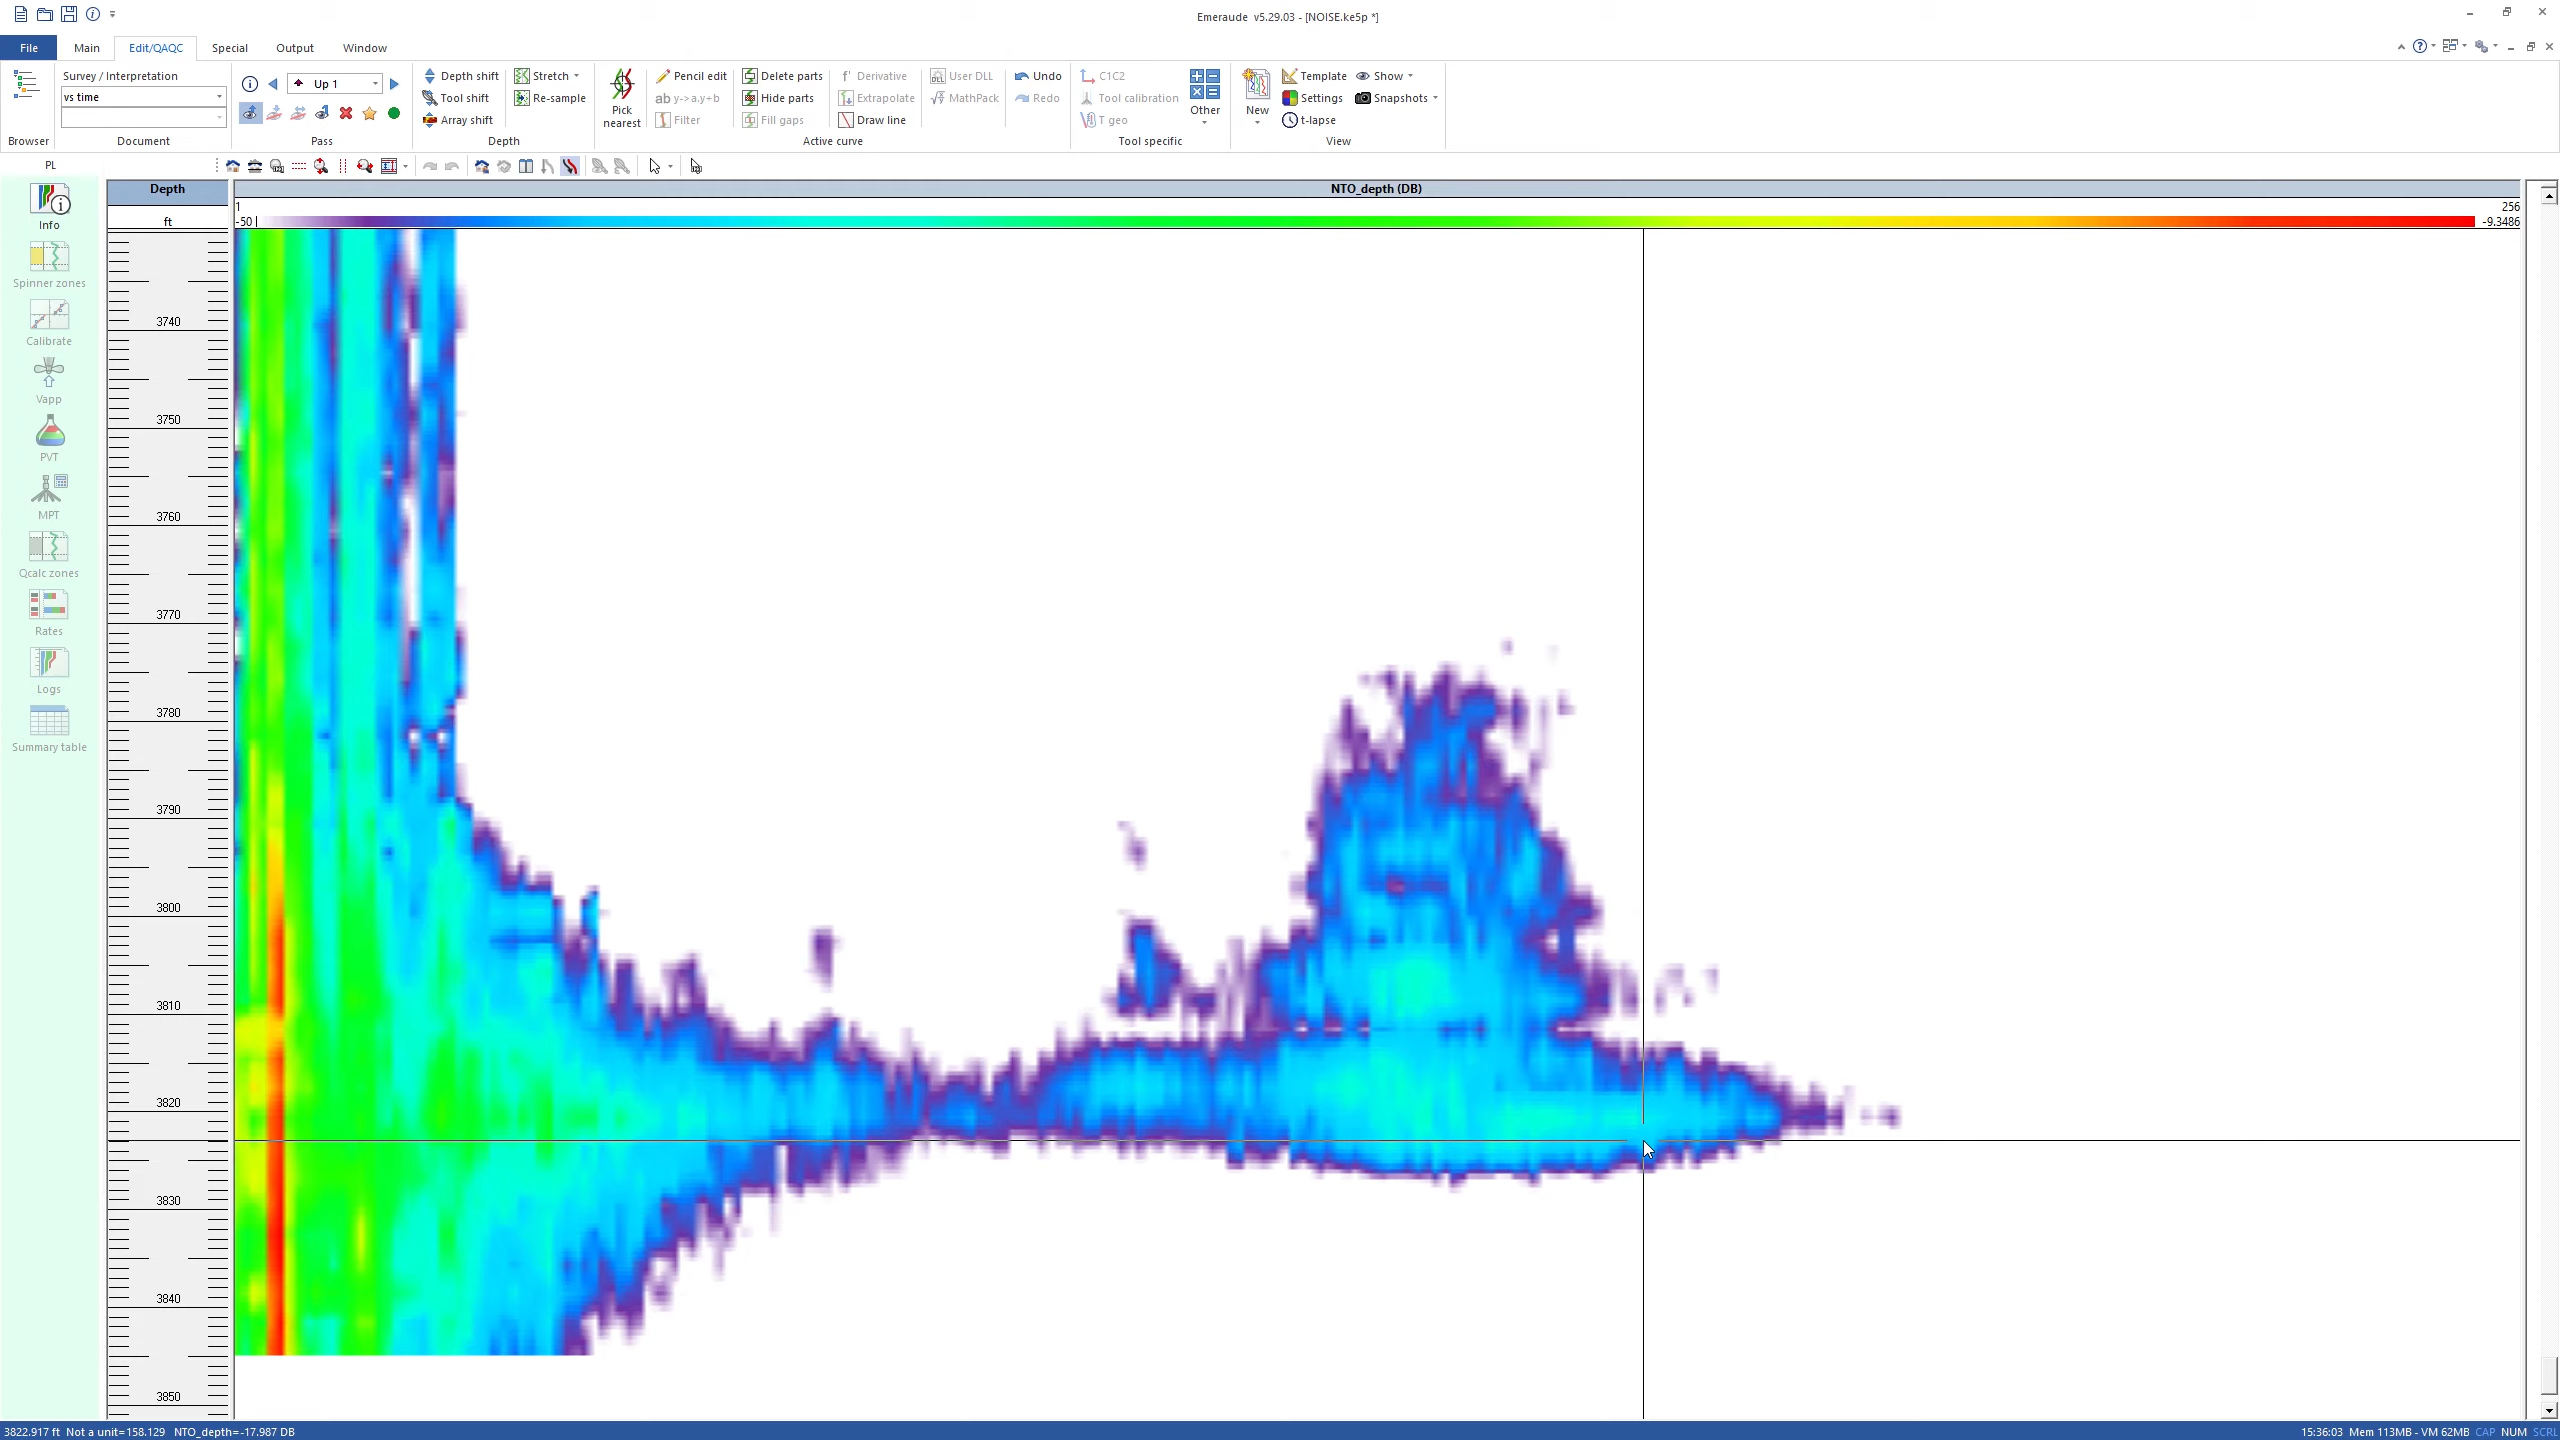 Emeraude v5.29.03 - [NOISE.ke5p *]
File Main Edit/QAQC Special Output Window
Survey / Interpretation
vs time
Up 1
Depth shift
Tool shift
Array shift
Stretch
Re-sample
Pick nearest
Pencil edit
ab y->a.y+b
Filter
Delete parts
Hide parts
Fill gaps
f' Derivative
Extrapolate
Draw line
User DLL
MathPack
Undo
Redo
C1C2
Tool calibration
T geo
Other
New
Template
Settings
t-lapse
Show
Snapshots
Browser Document Pass Depth Active curve Tool specific View
PL
Info
Spinner zones
Calibrate
Vapp
PVT
MPT
Qcalc zones
Rates
Logs
Summary table
Depth
ft
NTO_depth (DB)
1 256
-50 -9.3486
3740
3750
3760
3770
3780
3790
3800
3810
3820
3830
3840
3850
3822.917 ft Not a unit=158.129 NTO_depth=-17.987 DB
15:36:03 Mem 113MB - VM 62MB CAP NUM SCRL